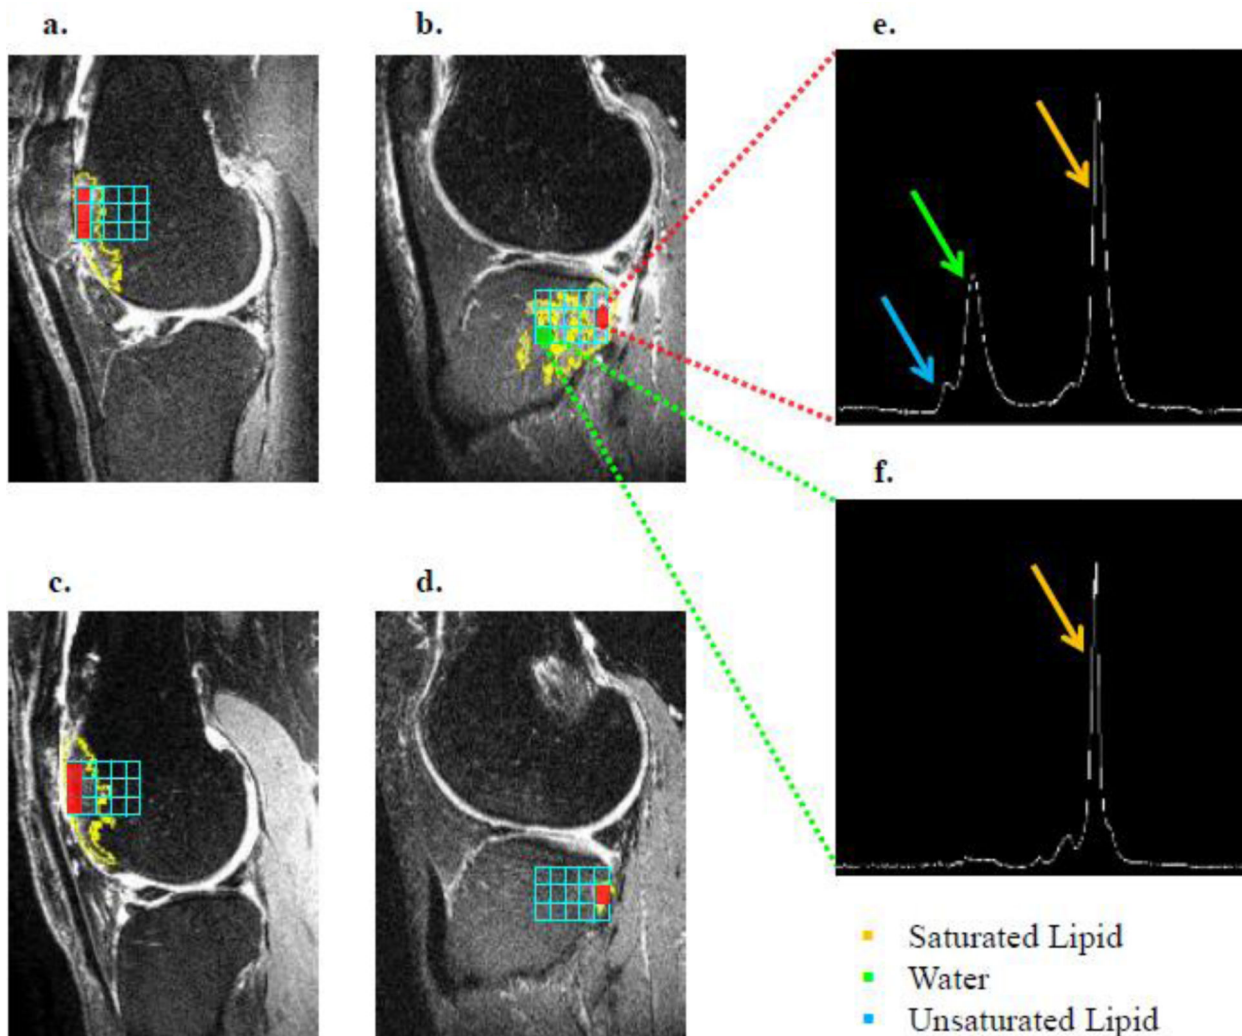 a.
b.
e.
f.
c.
d.
Saturated Lipid
Water
Unsaturated Lipid